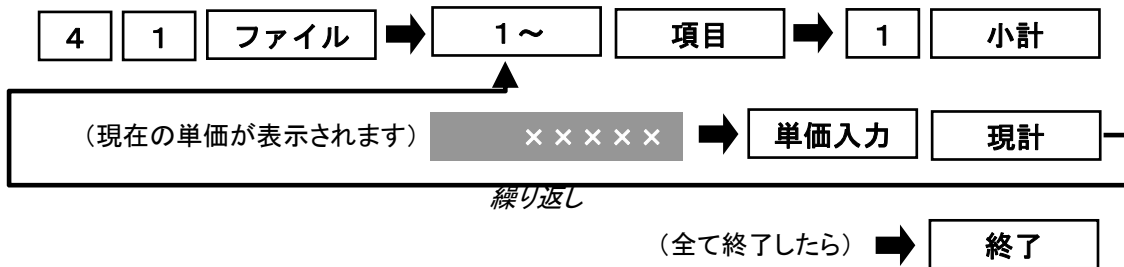 ４ １ ファイル １～ 項目 １ 小計
（現在の単価が表示されます） ××××× 単価入力 現計
繰り返し
（全て終了したら） 終了